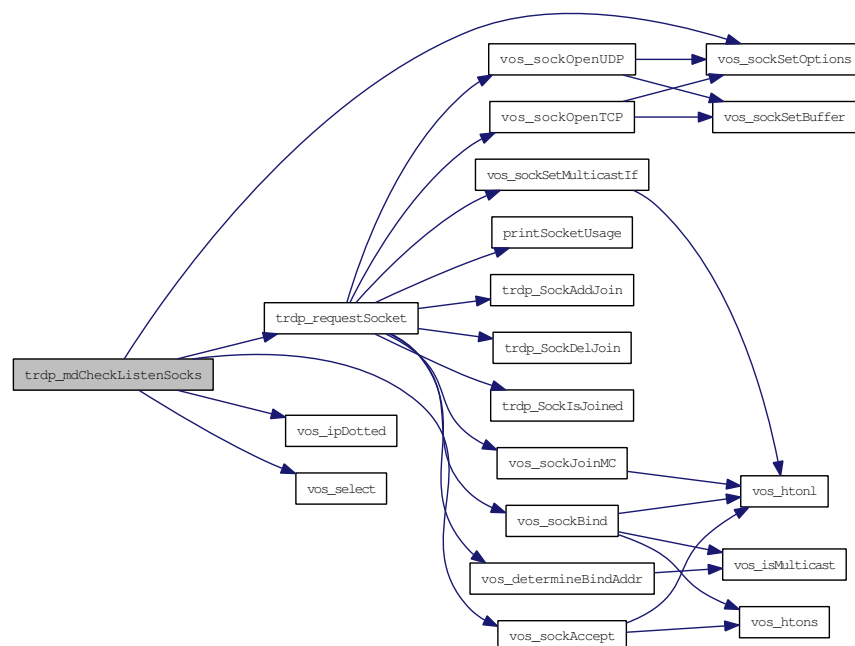 vos_sockOpenUDP
vos_sockSetOptions
vos_sockOpenTCP
vos_sockSetBuffer
vos_sockSetMulticastIf
printSocketUsage
trdp_SockAddJoin
trdp_requestSocket
trdp_SockDelJoin
trdp_mdCheckListenSocks
trdp_SockIsJoined
vos_ipDotted
vos_sockJoinMC
vos_select
vos_htonl
vos_sockBind
vos_isMulticast
vos_determineBindAddr
vos_htons
vos_sockAccept